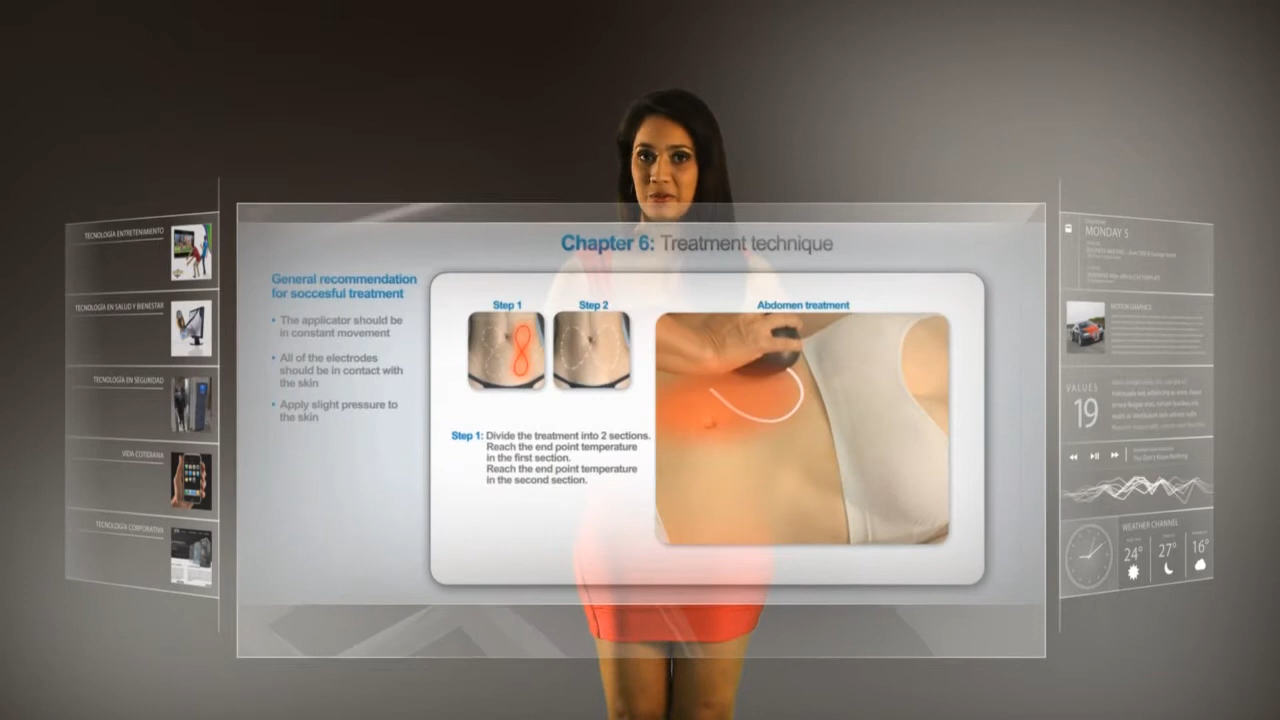 TECNOLOGÍA ENTRETENIMIENTO
TECNOLOGÍA EN SALUD Y BIENESTAR
TECNOLOGÍA EN SEGURIDAD
VIDA COTIDIANA
TECNOLOGÍA CORPORATIVA
Chapter 6: Treatment technique
General recommendation
for soccesful treatment
• The applicator should be
in constant movement
• All of the electrodes
should be in contact with
the skin
• Apply slight pressure to
the skin
Step 1
Step 2
Abdomen treatment
Step 1: Divide the treatment into 2 sections.
Reach the end point temperature
in the first section.
Reach the end point temperature
in the second section.
MONDAY 5
MOTION GRAPHICS
VALUES
19
WEATHER CHANNEL
24°
27°
16°